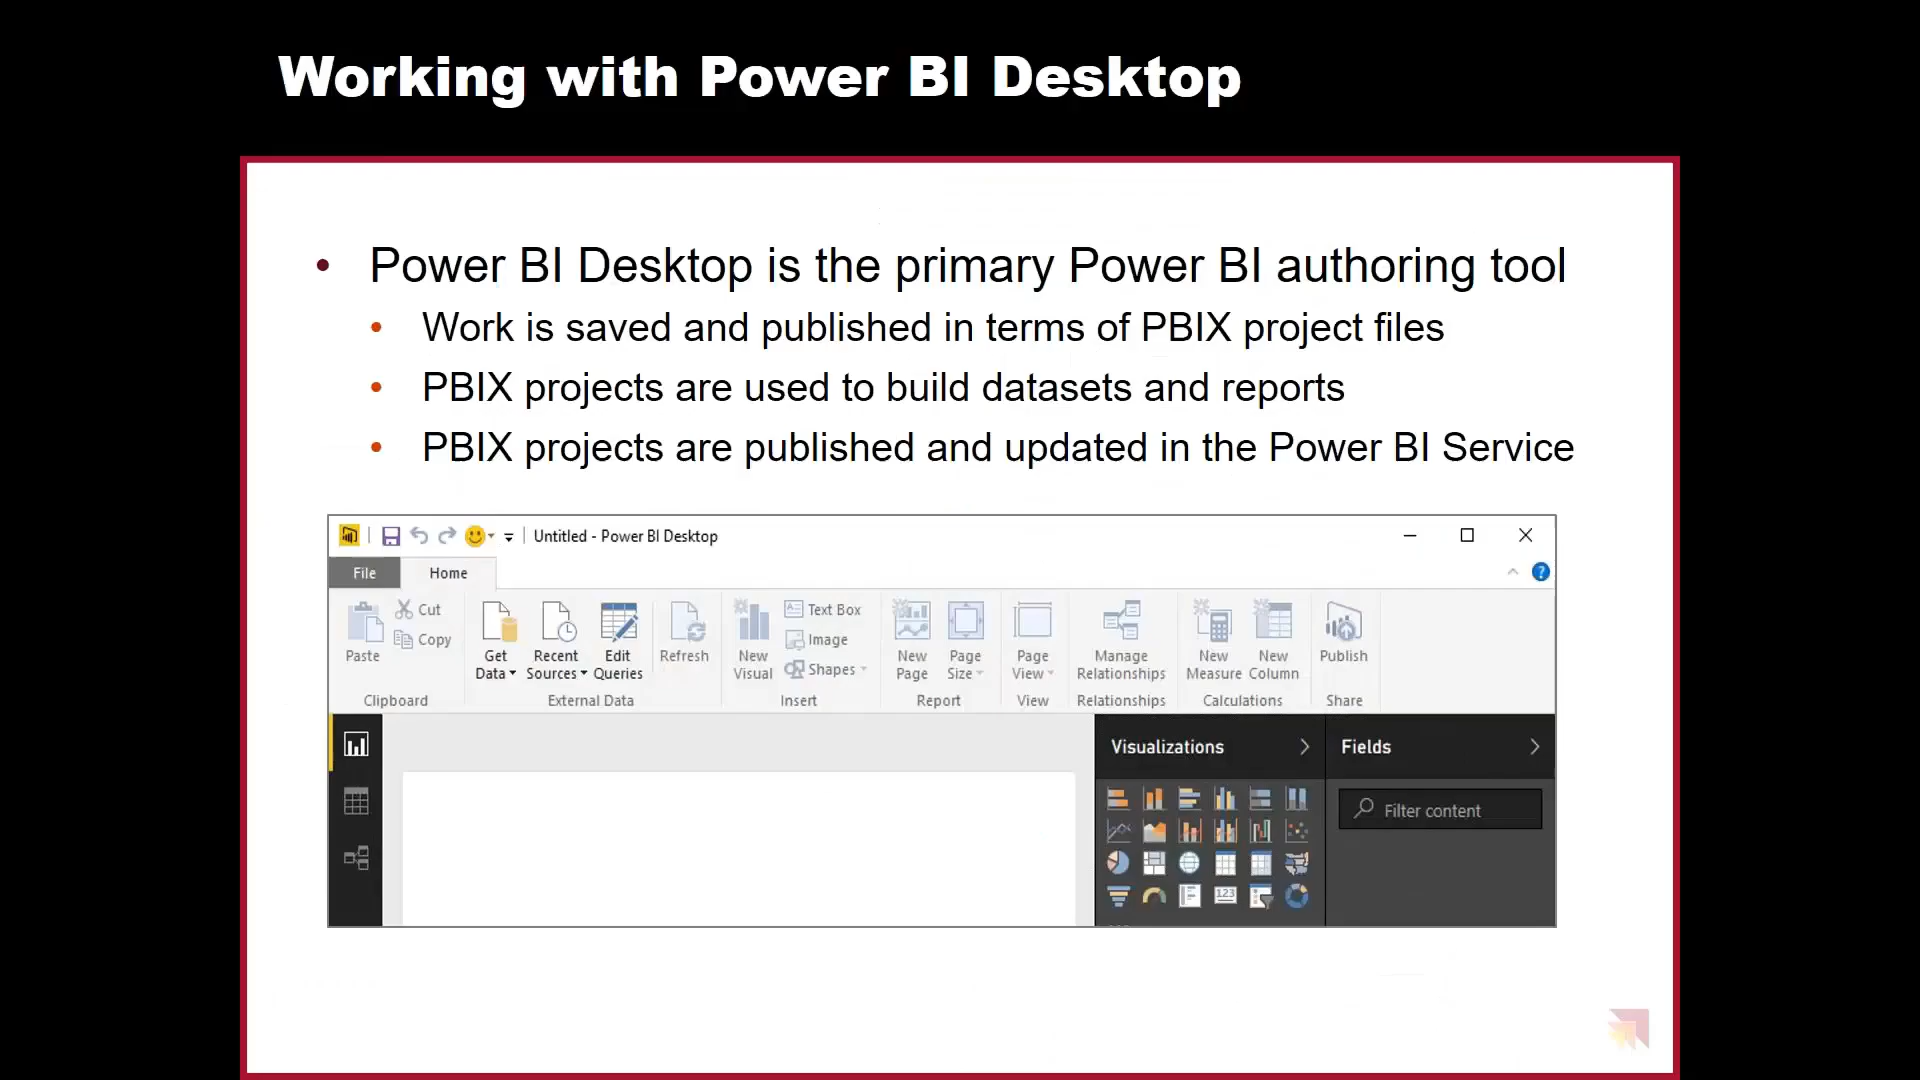 Working with Power BI Desktop
• Power BI Desktop is the primary Power BI authoring tool
• Work is saved and published in terms of PBIX project files
• PBIX projects are used to build datasets and reports
• PBIX projects are published and updated in the Power BI Service
Untitled - Power BI Desktop
File Home
Paste
Cut
Copy
Clipboard
Get Data
Recent Sources
Edit Queries
Refresh
External Data
New Visual
Text Box
Image
Shapes
Insert
New Page
Page Size
Report
Page View
View
Manage Relationships
Relationships
New Measure
New Column
Calculations
Publish
Share
Visualizations
Fields
Filter content
123